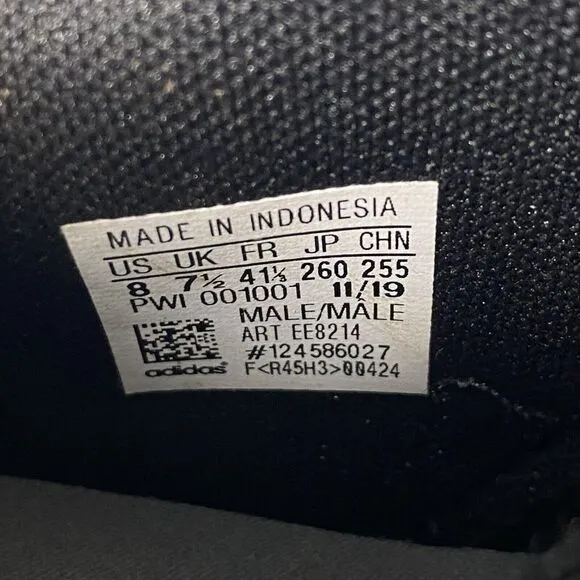 MADE IN INDONESIA
US UK FR JP CHN
8 7½ 41⅓ 260 255
PWI 001001 11/19
MALE/MÂLE
ART EE8214
#124586027
adidas F<R45H3>00424